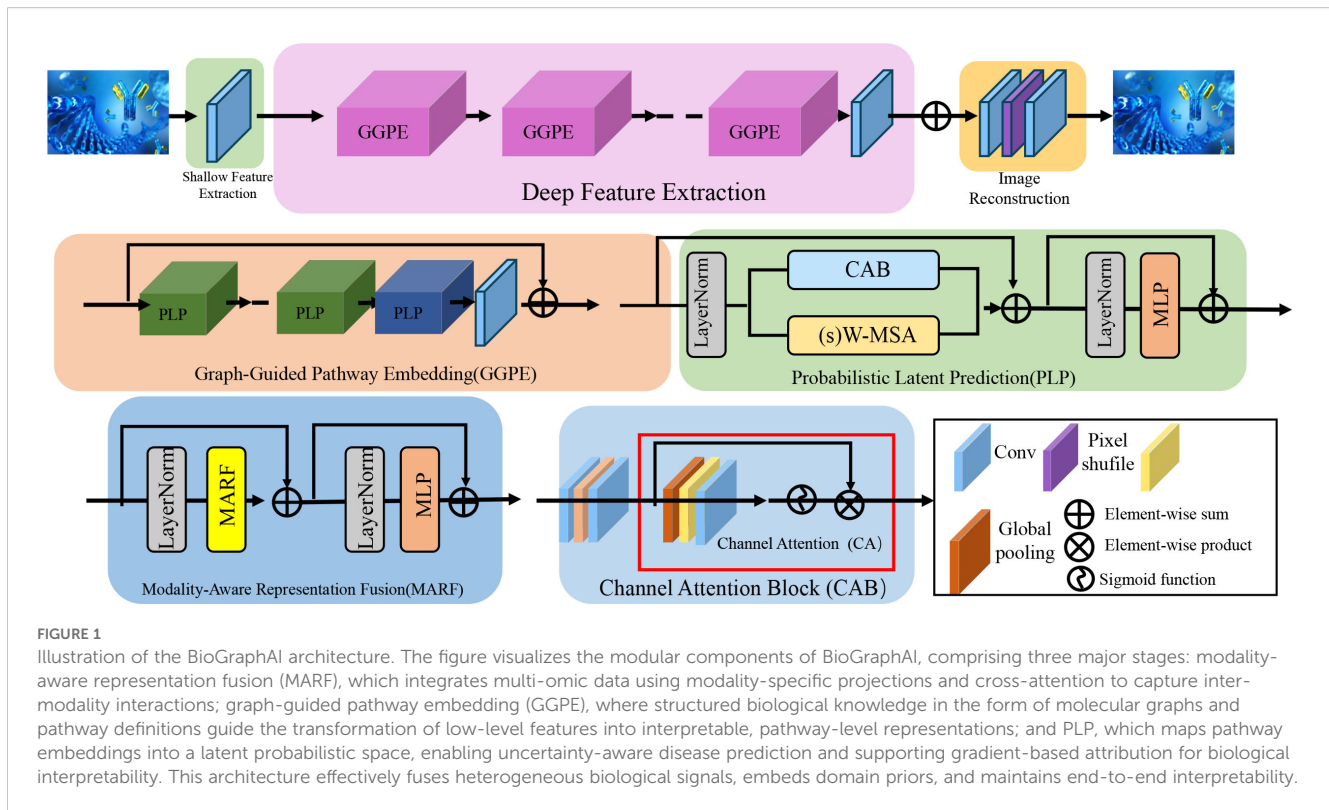 GGPE
GGPE
GGPE
Shallow Feature
Extraction
Deep Feature Extraction
Image
Reconstruction
PLP
PLP
PLP
Graph-Guided Pathway Embedding(GGPE)
LayerNorm
CAB
(s)W-MSA
LayerNorm
MLP
Probilistic Latent Prediction(PLP)
LayerNorm
MARF
LayerNorm
MLP
Modality-Aware Representation Fusion(MARF)
Channel Attention (CA)
Channel Attention Block (CAB)
Conv
Pixel
shufile
Global
pooling
Element-wise sum
Element-wise product
Sigmoid function
FIGURE 1
Illustration of the BioGraphAI architecture. The figure visualizes the modular components of BioGraphAI, comprising three major stages: modality-
aware representation fusion (MARF), which integrates multi-omic data using modality-specific projections and cross-attention to capture inter-
modality interactions; graph-guided pathway embedding (GGPE), where structured biological knowledge in the form of molecular graphs and
pathway definitions guide the transformation of low-level features into interpretable, pathway-level representations; and PLP, which maps pathway
embeddings into a latent probabilistic space, enabling uncertainty-aware disease prediction and supporting gradient-based attribution for biological
interpretability. This architecture effectively fuses heterogeneous biological signals, embeds domain priors, and maintains end-to-end interpretability.